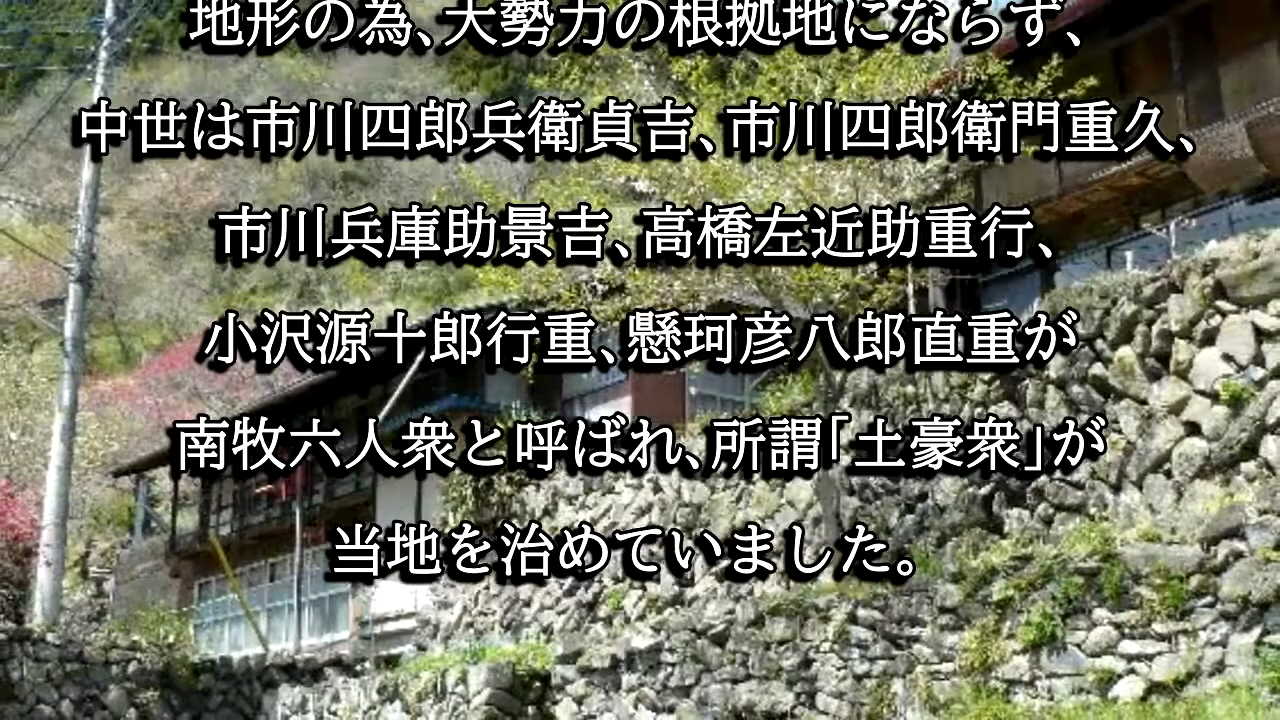 地形の為、大勢力の根拠地にならず、
中世は市川四郎兵衛貞吉、市川四郎衛門重久、
市川兵庫助景吉、高橋左近助重行、
小沢源十郎行重、懸珂彦八郎直重が
南牧六人衆と呼ばれ、所謂「土豪衆」が
当地を治めていました。